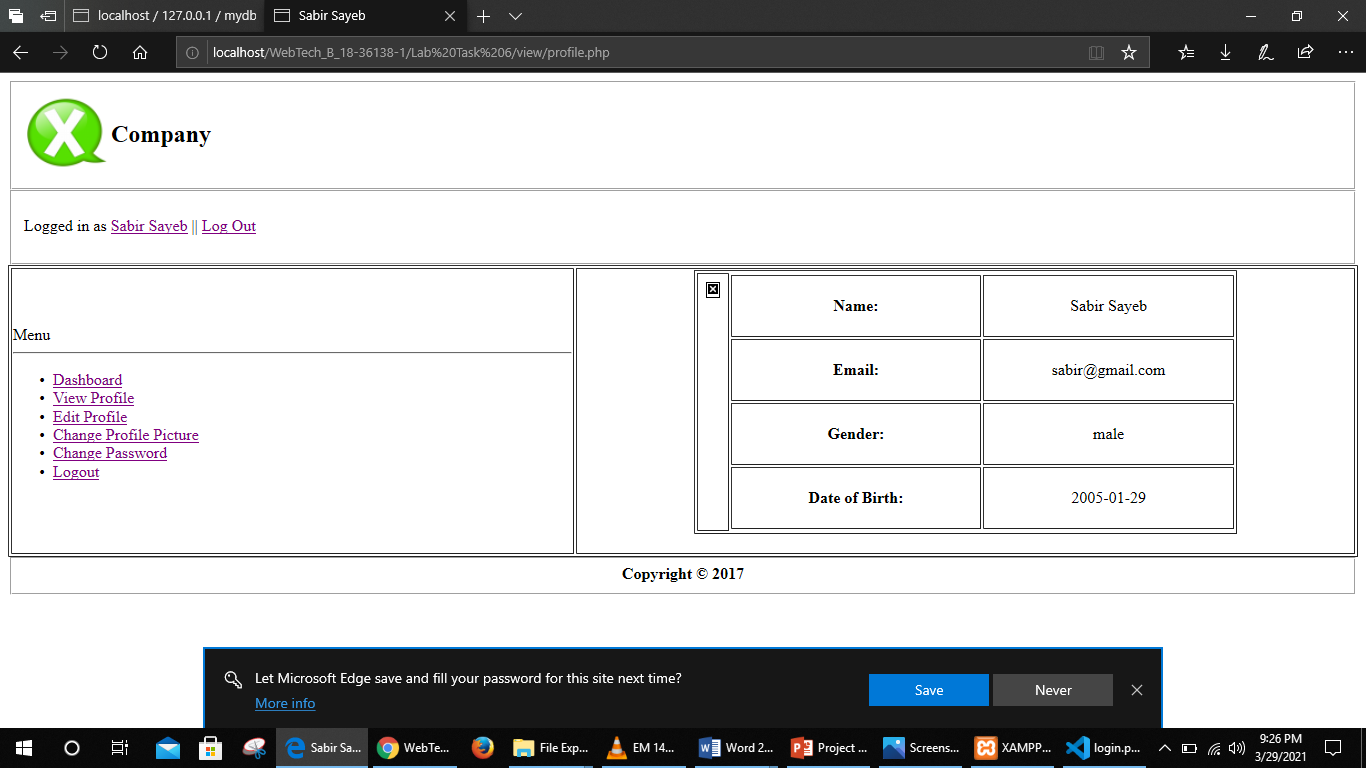 localhost / 127.0.0.1 / mydb
Sabir Sayeb
localhost/WebTech_B_18-36138-1/Lab%20Task%206/view/profile.php
X Company
Logged in as Sabir Sayeb || Log Out
Menu
• Dashboard
• View Profile
• Edit Profile
• Change Profile Picture
• Change Password
• Logout
Name: Sabir Sayeb
Email: sabir@gmail.com
Gender: male
Date of Birth: 2005-01-29
Copyright © 2017
Let Microsoft Edge save and fill your password for this site next time?
More info
Save
Never
Sabir Sa...
WebTe...
File Exp...
EM 14...
Word 2...
Project ...
Screens...
XAMPP...
login.p...
9:26 PM
3/29/2021